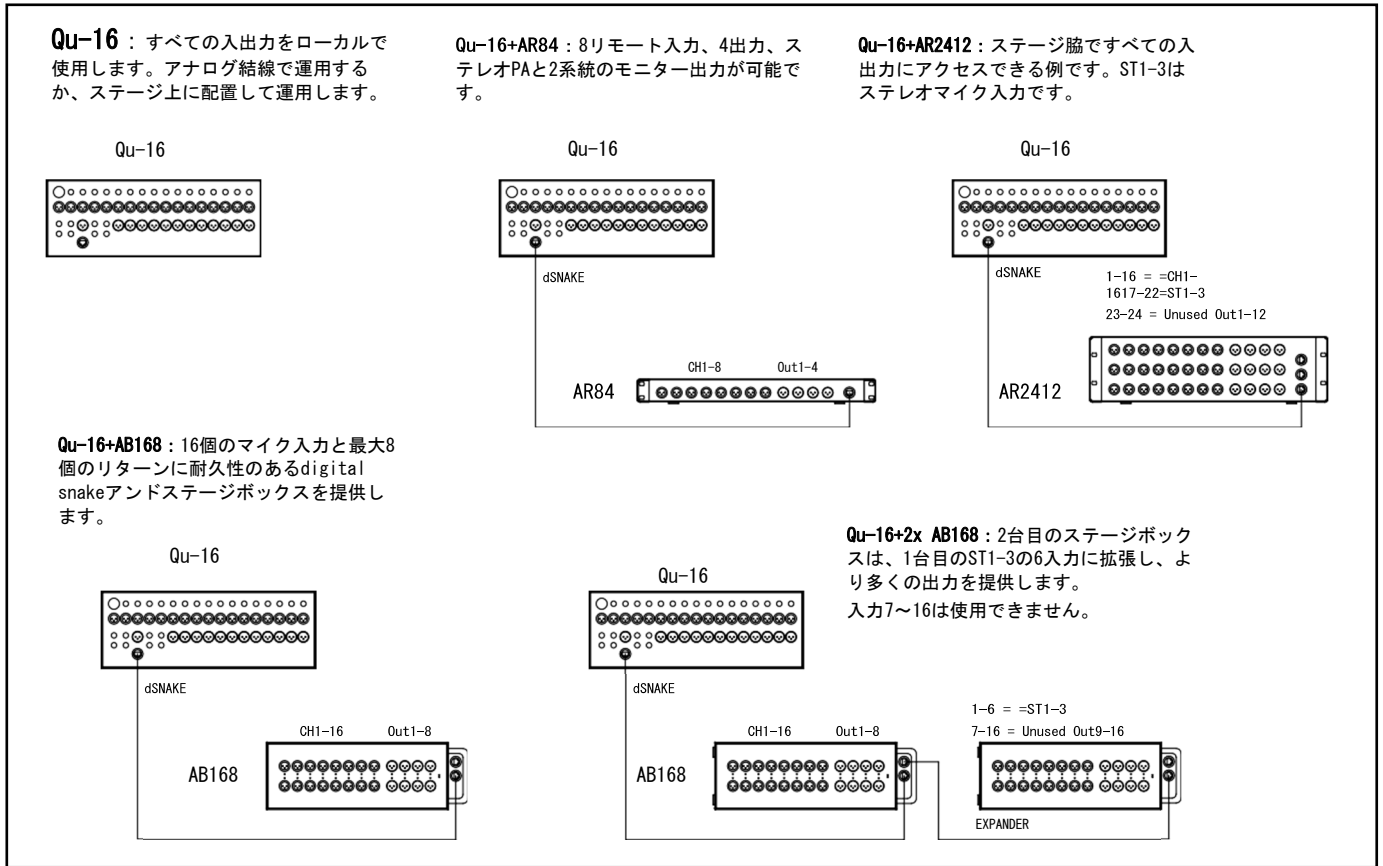 Qu-16 : すべての入出力をローカルで
使用します。アナログ結線で運用する
か、ステージ上に配置して運用します。
Qu-16
Qu-16+AR84：8リモート入力、4出力、ス
テレオPAと2系統のモニター出力が可能で
す。
Qu-16
dSNAKE
CH1-8 Out1-4
AR84
Qu-16+AR2412：ステージ脇ですべての入
出力にアクセスできる例です。ST1-3は
ステレオマイク入力です。
Qu-16
dSNAKE
1-16 = =CH1-
1617-22=ST1-3
23-24 = Unused Out1-12
AR2412
Qu-16+AB168：16個のマイク入力と最大8
個のリターンに耐久性のあるdigital
snakeアンドステージボックスを提供し
ます。
Qu-16
dSNAKE
CH1-16 Out1-8
AB168
Qu-16+2x AB168：2台目のステージボック
スは、1台目のST1-3の6入力に拡張し、よ
り多くの出力を提供します。
入力7～16は使用できません。
Qu-16
dSNAKE
CH1-16 Out1-8
AB168
1-6 = =ST1-3
7-16 = Unused Out9-16
EXPANDER